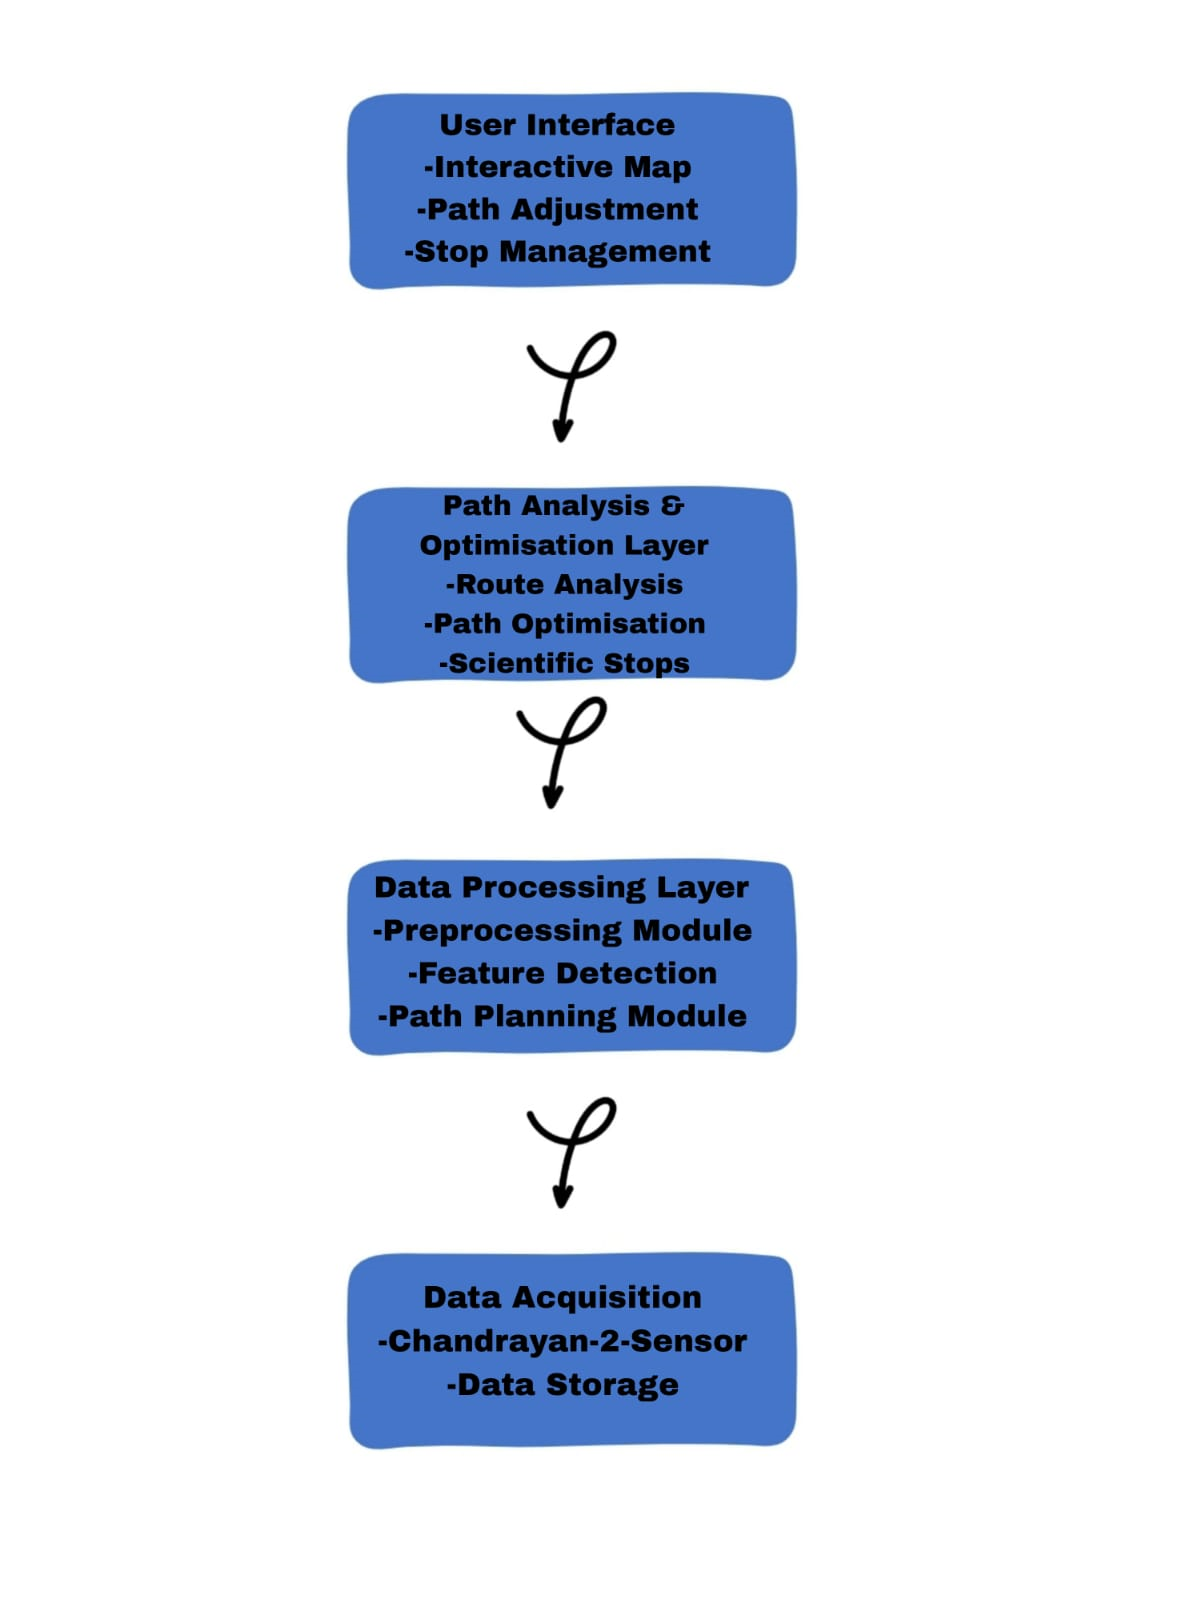 User Interface
-Interactive Map
-Path Adjustment
-Stop Management
Path Analysis &
Optimisation Layer
-Route Analysis
-Path Optimisation
-Scientific Stops
Data Processing Layer
-Preprocessing Module
-Feature Detection
-Path Planning Module
Data Acquisition
-Chandrayan-2-Sensor
-Data Storage